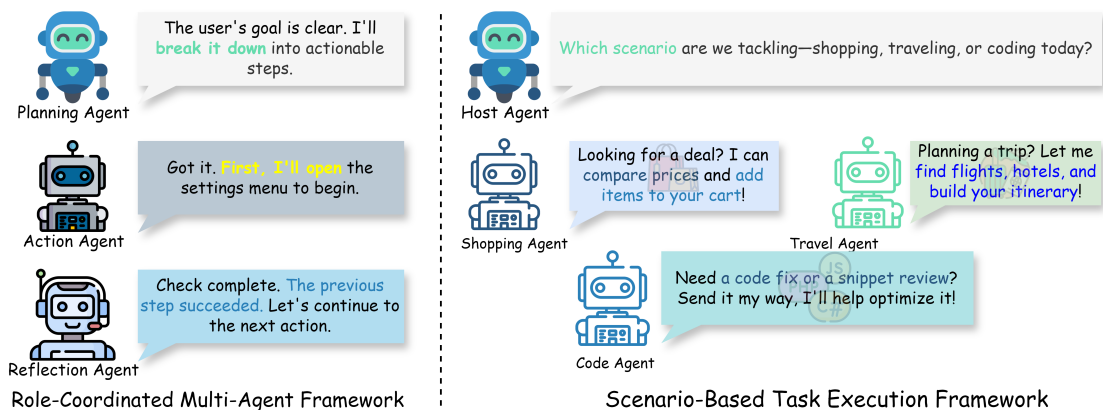 The user's goal is clear. I'll
break it down into actionable
steps.
Planning Agent
Got it. First, I'll open the
settings menu to begin.
Action Agent
Check complete. The previous
step succeeded. Let's continue to
the next action.
Reflection Agent
Role-Coordinated Multi-Agent Framework
Which scenario are we tackling—shopping, traveling, or coding today?
Host Agent
Looking for a deal? I can
compare prices and add
items to your cart!
Shopping Agent
Planning a trip? Let me
find flights, hotels, and
build your itinerary!
Travel Agent
Need a code fix or a snippet review?
Send it my way, I'll help optimize it!
JS
PHP
C#
Code Agent
Scenario-Based Task Execution Framework